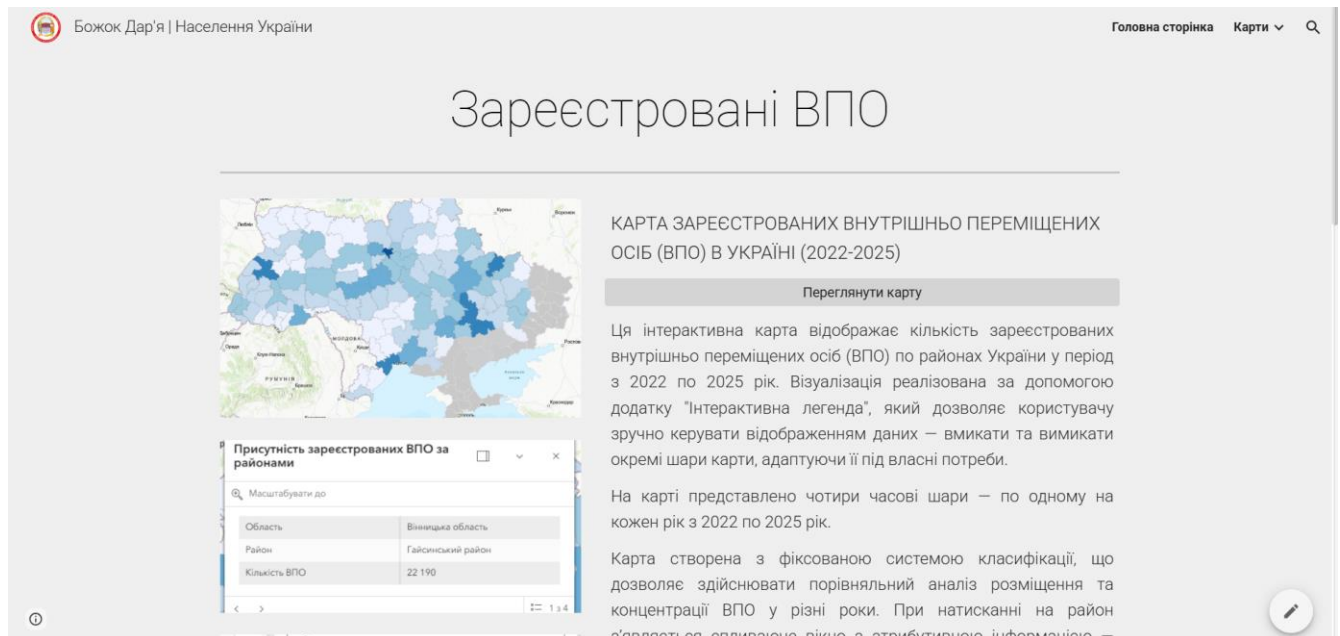 Божок Дар'я | Населення України
Головна сторінка Карти
Зареєстровані ВПО
КАРТА ЗАРЕЄСТРОВАНИХ ВНУТРІШНЬО ПЕРЕМІЩЕНИХ
ОСІБ (ВПО) В УКРАЇНІ (2022-2025)
Переглянути карту
Ця інтерактивна карта відображає кількість зареєстрованих
внутрішньо переміщених осіб (ВПО) по районах України у період
з 2022 по 2025 рік. Візуалізація реалізована за допомогою
додатку "Інтерактивна легенда", який дозволяє користувачу
зручно керувати відображенням даних — вмикати та вимикати
окремі шари карти, адаптуючи її під власні потреби.
На карті представлено чотири часові шари — по одному на
кожен рік з 2022 по 2025 рік.
Карта створена з фіксованою системою класифікації, що
дозволяє здійснювати порівняльний аналіз розміщення та
концентрації ВПО у різні роки. При натисканні на район
з'являється спливаюче вікно з атрибутивною інформацією —
Присутність зареєстрованих ВПО за
районами
Масштабувати до
Область Вінницька область
Район Гайсинський район
Кількість ВПО 22 190
1 з 4